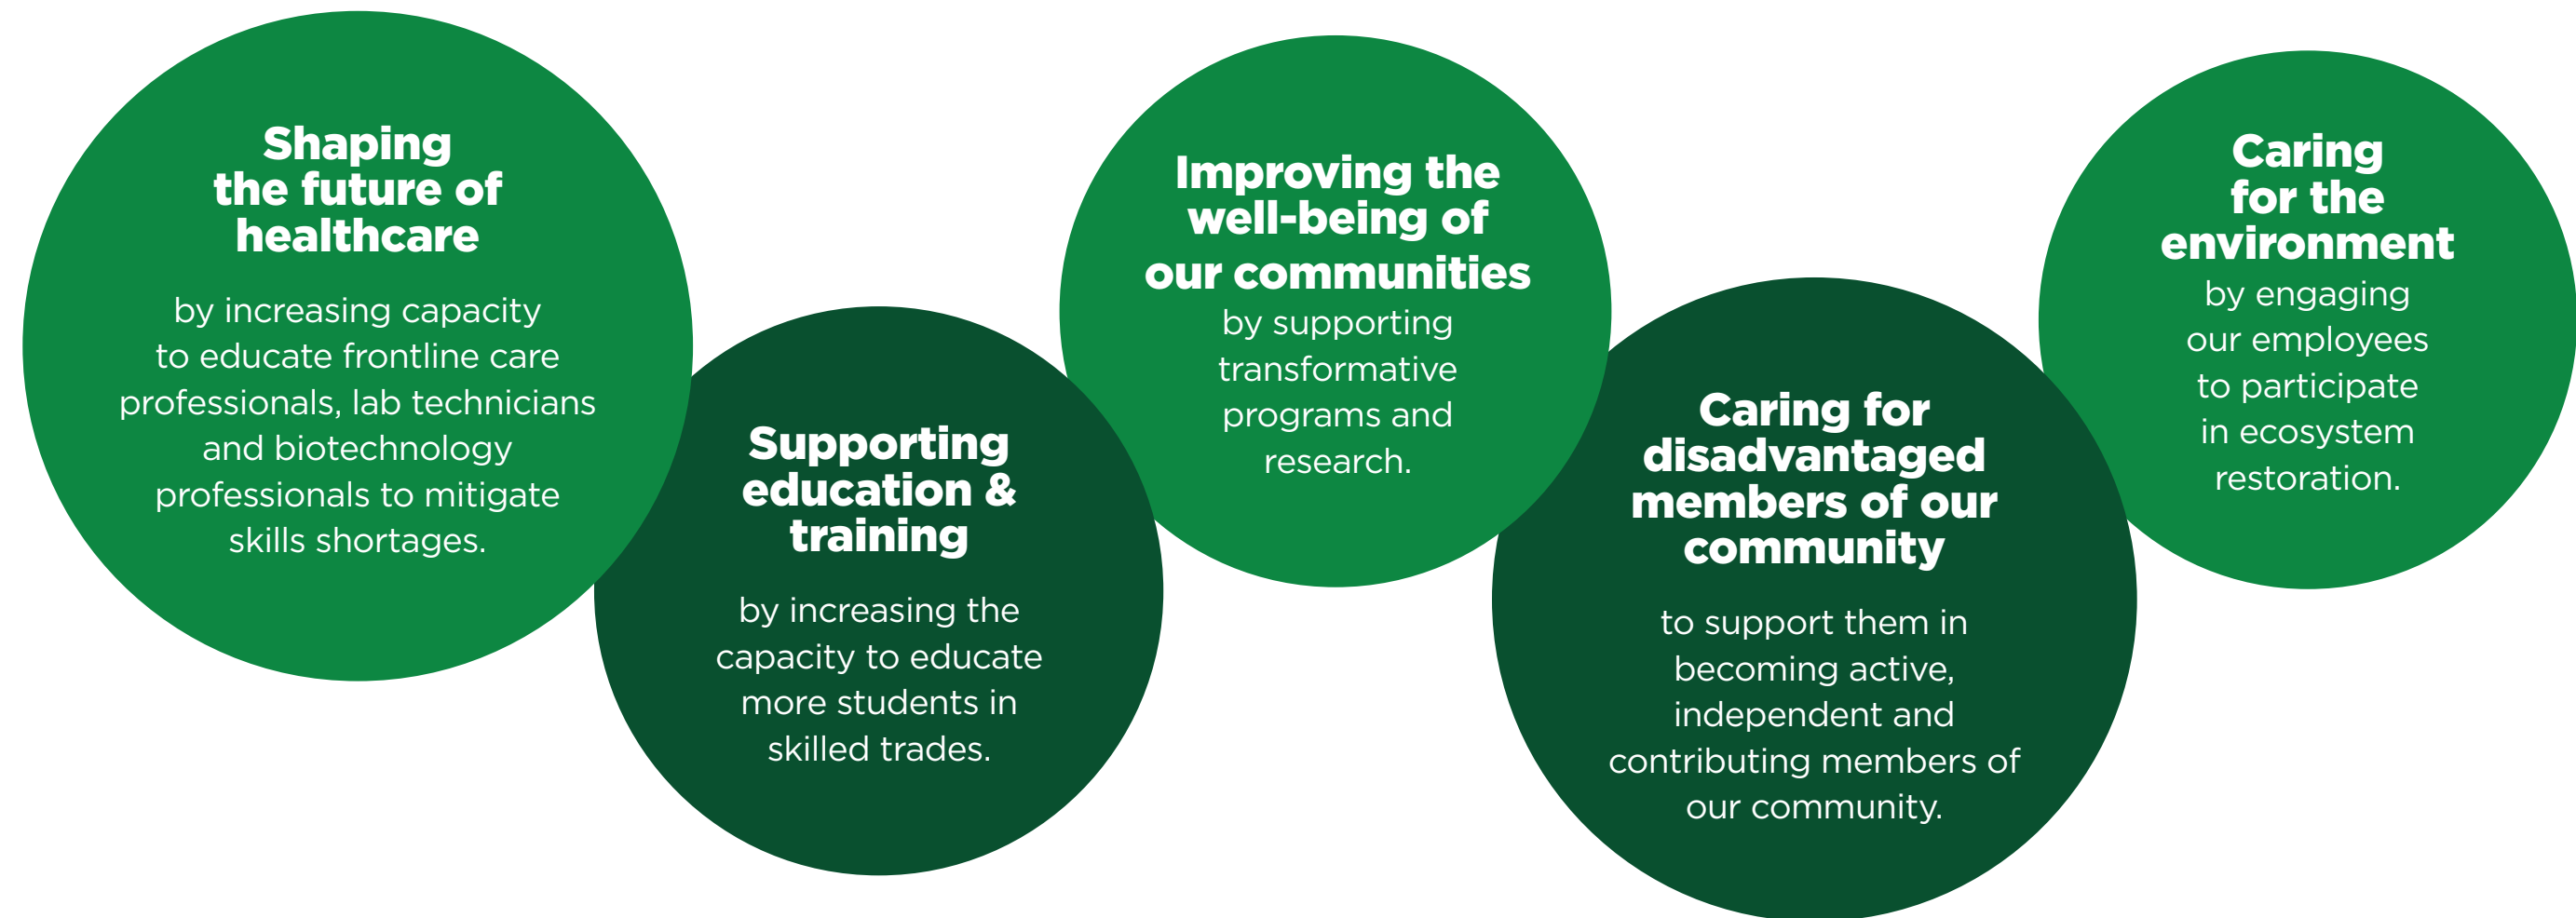 Shaping
the future of
healthcare
by increasing capacity
to educate frontline care
professionals, lab technicians
and biotechnology
professionals to mitigate
skills shortages.
Supporting
education &
training
by increasing the
capacity to educate
more students in
skilled trades.
Improving the
well-being of
our communities
by supporting
transformative
programs and
research.
Caring for
disadvantaged
members of our
community
to support them in
becoming active,
independent and
contributing members of
our community.
Caring
for the
environment
by engaging
our employees
to participate
in ecosystem
restoration.